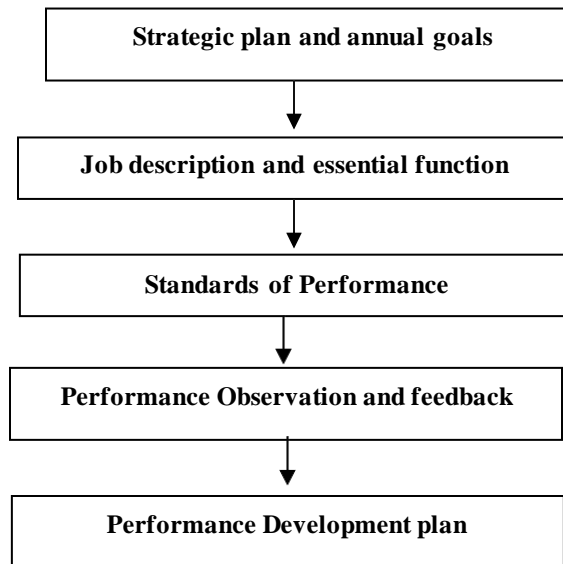 Strategic plan and annual goals
Job description and essential function
Standards of Performance
Performance Observation and feedback
Performance Development plan